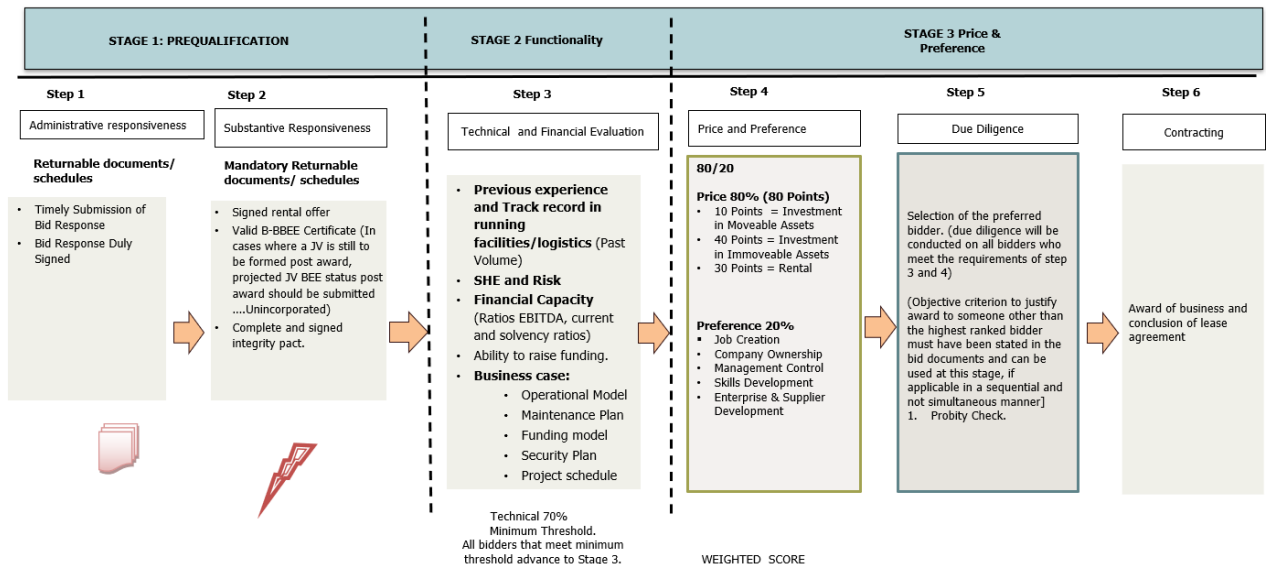 STAGE 1: PREQUALIFICATION
STAGE 2 Functionality
STAGE 3 Price &
Preference
Step 1
Administrative responsiveness
Returnable documents/
schedules
• Timely Submission of
Bid Response
• Bid Response Duly
Signed
Step 2
Substantive Responsiveness
Mandatory Returnable
documents/ schedules
• Signed rental offer
• Valid B-BBEE Certificate (In
cases where a JV is still to
be formed post award,
projected JV BEE status post
award should be submitted
....Unincorporated)
• Complete and signed
integrity pact.
Step 3
Technical and Financial Evaluation
• Previous experience
and Track record in
running
facilities/logistics (Past
Volume)
• SHE and Risk
• Financial Capacity
(Ratios EBITDA, current
and solvency ratios)
• Ability to raise funding.
• Business case:
• Operational Model
• Maintenance Plan
• Funding model
• Security Plan
• Project schedule
Technical 70%
Minimum Threshold.
All bidders that meet minimum
threshold advance to Stage 3.
Step 4
Price and Preference
80/20
Price 80% (80 Points)
• 10 Points = Investment
in Moveable Assets
• 40 Points = Investment
in Immoveable Assets
• 30 Points = Rental
Preference 20%
▪ Job Creation
• Company Ownership
• Management Control
• Skills Development
• Enterprise & Supplier
Development
WEIGHTED SCORE
Step 5
Due Diligence
Selection of the preferred
bidder. (due diligence will be
conducted on all bidders who
meet the requirements of step
3 and 4)
(Objective criterion to justify
award to someone other than
the highest ranked bidder
must have been stated in the
bid documents and can be
used at this stage, if
applicable in a sequential and
not simultaneous manner]
1. Probity Check.
Step 6
Contracting
Award of business and
conclusion of lease
agreement